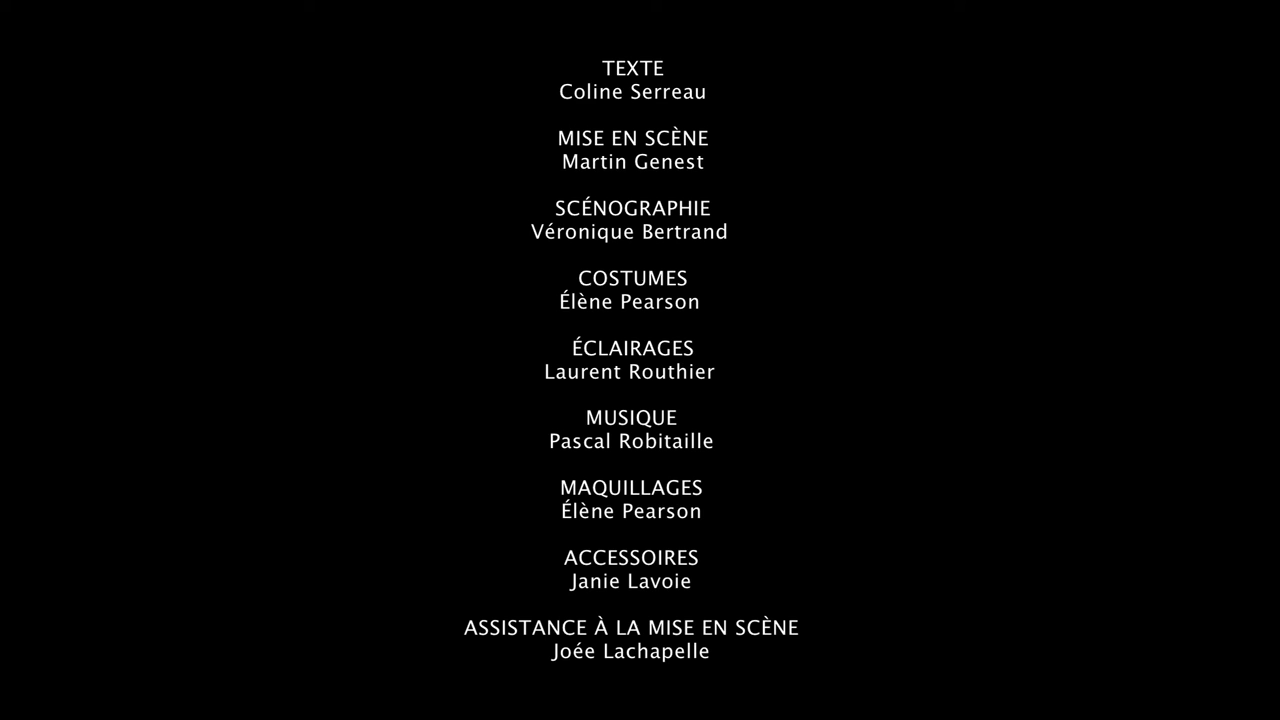 TEXTE
Coline Serreau
MISE EN SCÈNE
Martin Genest
SCÉNOGRAPHIE
Véronique Bertrand
COSTUMES
Élène Pearson
ÉCLAIRAGES
Laurent Routhier
MUSIQUE
Pascal Robitaille
MAQUILLAGES
Élène Pearson
ACCESSOIRES
Janie Lavoie
ASSISTANCE À LA MISE EN SCÈNE
Joée Lachapelle